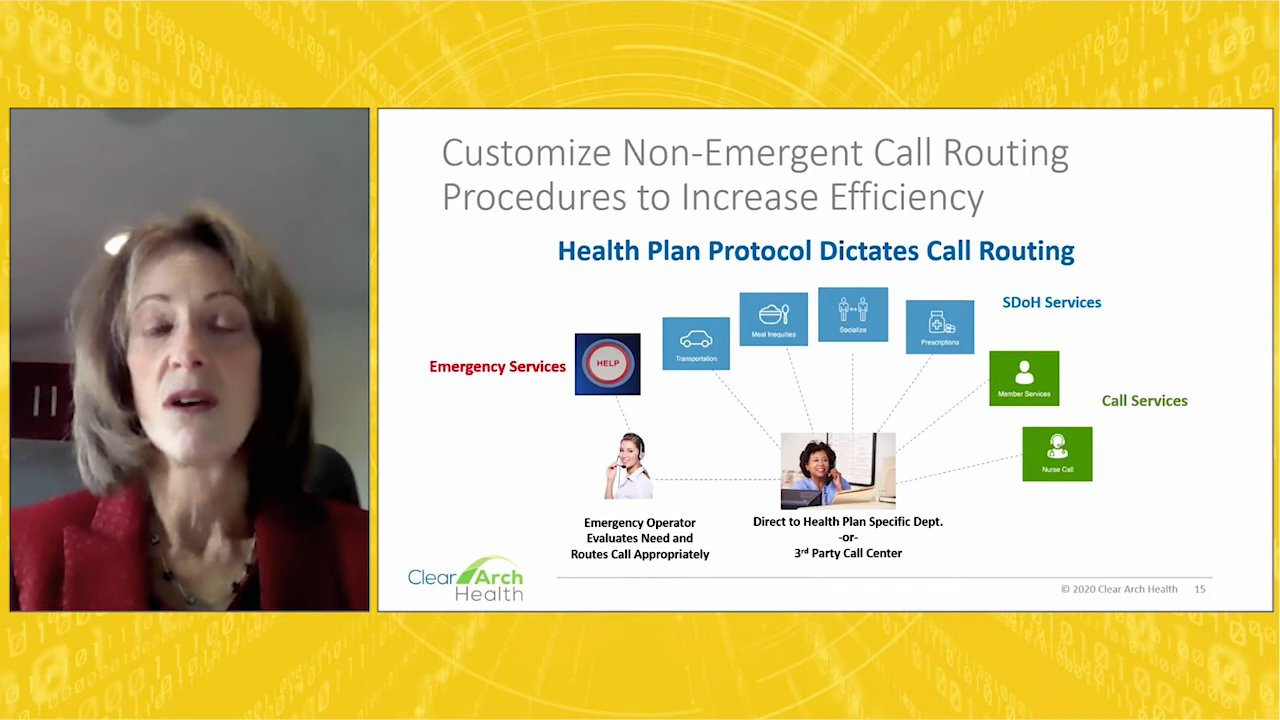 Customize Non-Emergent Call Routing
Procedures to Increase Efficiency
Health Plan Protocol Dictates Call Routing
SDoH Services
Emergency Services
HELP
Transportation
Meal Inequities
Socialize
Prescriptions
Member Services
Call Services
Nurse Call
Emergency Operator
Evaluates Need and
Routes Call Appropriately
Direct to Health Plan Specific Dept.
-or-
3rd Party Call Center
Clear Arch
Health
© 2020 Clear Arch Health 15